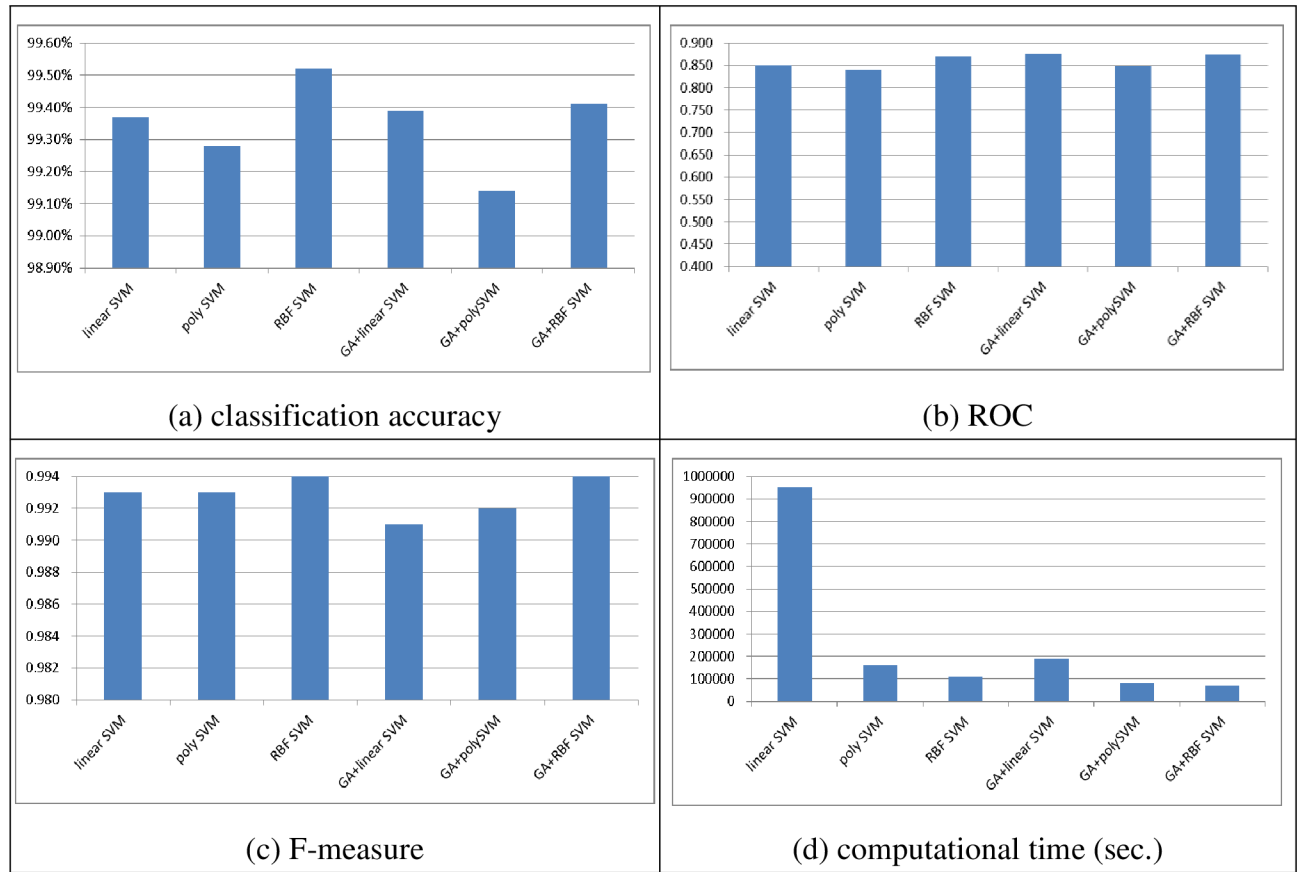 99.60%
99.50%
99.40%
99.30%
99.20%
99.10%
99.00%
98.90%
linear SVM
poly SVM
RBF SVM
GA+linear SVM
GA+polySVM
GA+RBF SVM
(a) classification accuracy
0.900
0.850
0.800
0.750
0.700
0.650
0.600
0.550
0.500
0.450
0.400
linear SVM
poly SVM
RBF SVM
GA+linear SVM
GA+polySVM
GA+RBF SVM
(b) ROC
0.994
0.992
0.990
0.988
0.986
0.984
0.982
0.980
linear SVM
poly SVM
RBF SVM
GA+linear SVM
GA+polySVM
GA+RBF SVM
(c) F-measure
1000000
900000
800000
700000
600000
500000
400000
300000
200000
100000
0
linear SVM
poly SVM
RBF SVM
GA+linear SVM
GA+polySVM
GA+RBF SVM
(d) computational time (sec.)